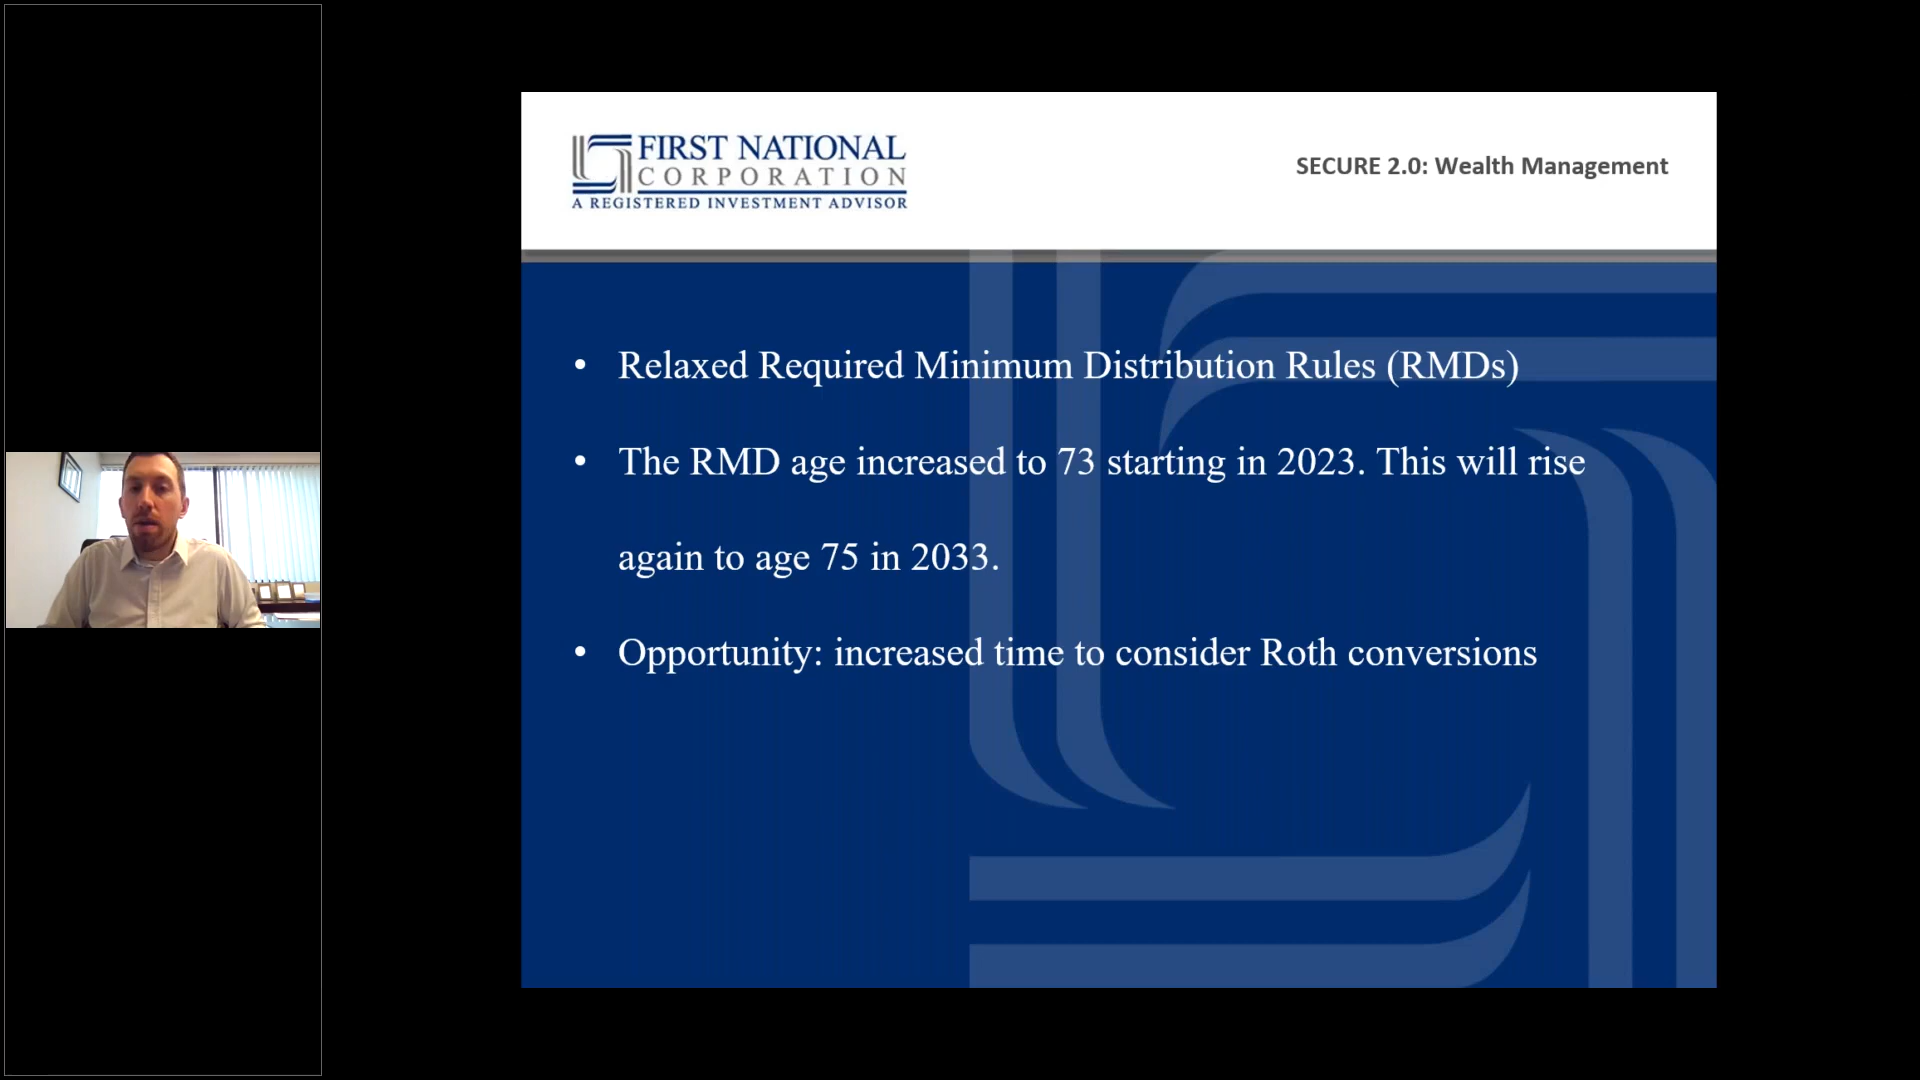 FIRST NATIONAL
CORPORATION
A REGISTERED INVESTMENT ADVISOR
SECURE 2.0: Wealth Management
• Relaxed Required Minimum Distribution Rules (RMDs)
• The RMD age increased to 73 starting in 2023. This will rise
again to age 75 in 2033.
• Opportunity: increased time to consider Roth conversions